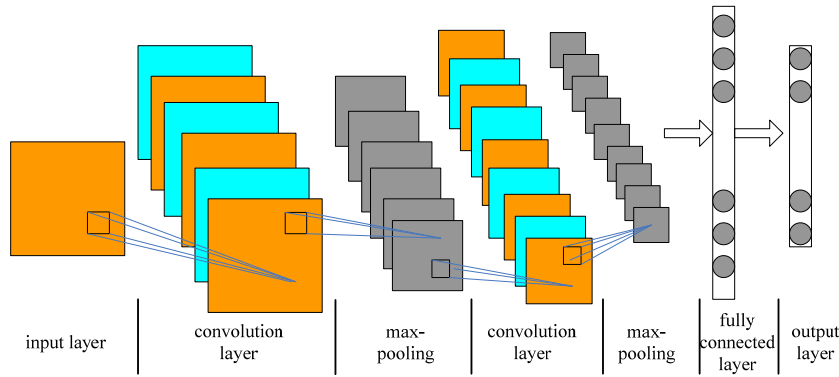 input layer
convolution
layer
max-
pooling
convolution
layer
max-
pooling
fully
connected
layer
output
layer